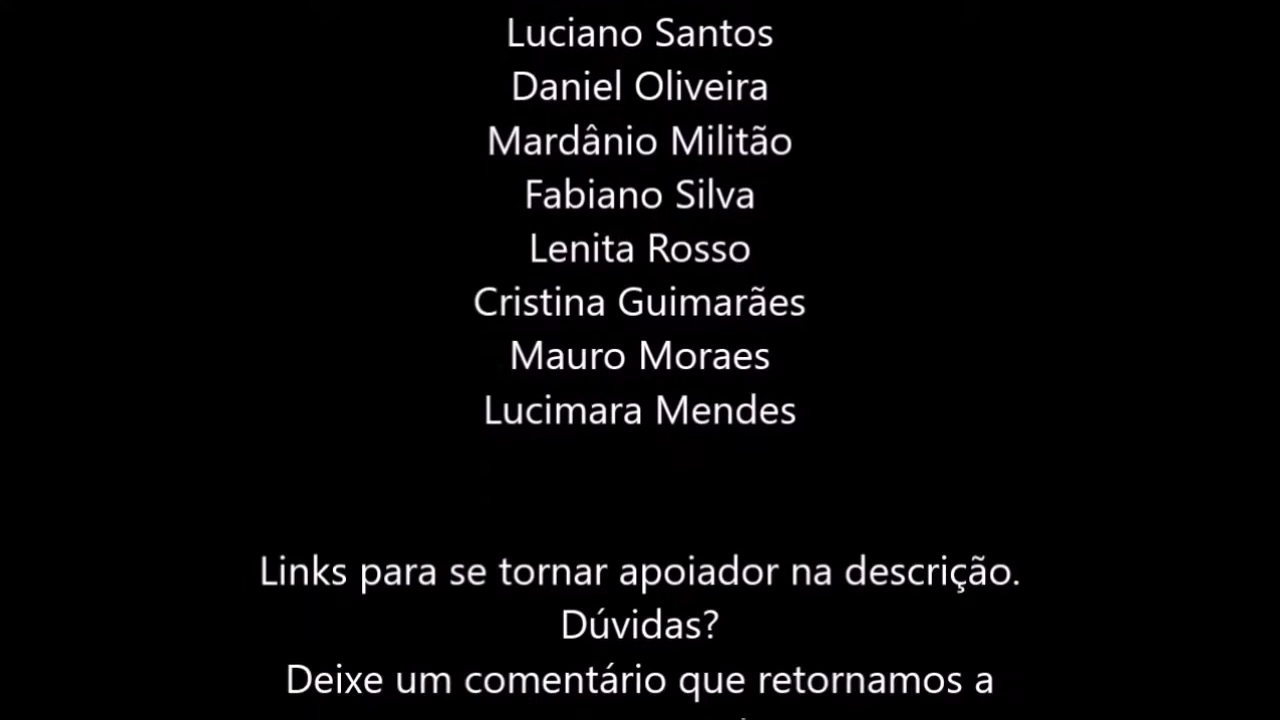 Luciano Santos
Daniel Oliveira
Mardânio Militão
Fabiano Silva
Lenita Rosso
Cristina Guimarães
Mauro Moraes
Lucimara Mendes
Links para se tornar apoiador na descrição.
Dúvidas?
Deixe um comentário que retornamos a